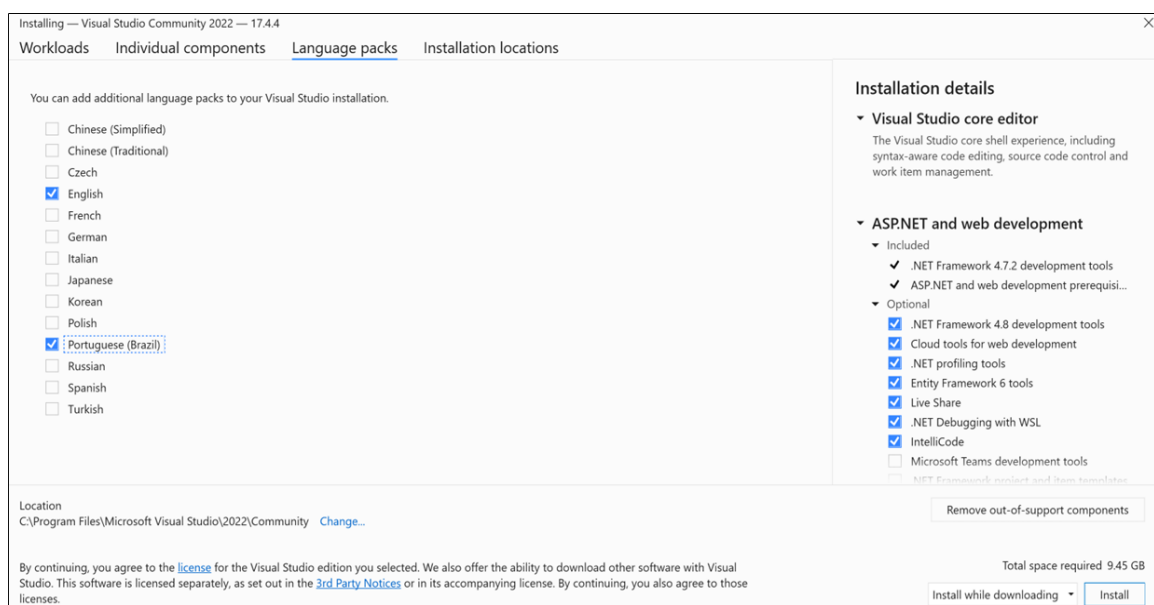 Installing — Visual Studio Community 2022 — 17.4.4
Workloads Individual components Language packs Installation locations
You can add additional language packs to your Visual Studio installation.
Chinese (Simplified)
Chinese (Traditional)
Czech
English
French
German
Italian
Japanese
Korean
Polish
Portuguese (Brazil)
Russian
Spanish
Turkish
Installation details
Visual Studio core editor
The Visual Studio core shell experience, including
syntax-aware code editing, source code control and
work item management.
ASP.NET and web development
Included
.NET Framework 4.7.2 development tools
ASP.NET and web development prerequisi...
Optional
.NET Framework 4.8 development tools
Cloud tools for web development
.NET profiling tools
Entity Framework 6 tools
Live Share
.NET Debugging with WSL
IntelliCode
Microsoft Teams development tools
.NET Framework project and item templates
Location
C:\Program Files\Microsoft Visual Studio\2022\Community Change...
Remove out-of-support components
By continuing, you agree to the license for the Visual Studio edition you selected. We also offer the ability to download other software with Visual
Studio. This software is licensed separately, as set out in the 3rd Party Notices or in its accompanying license. By continuing, you also agree to those
licenses.
Total space required 9.45 GB
Install while downloading Install